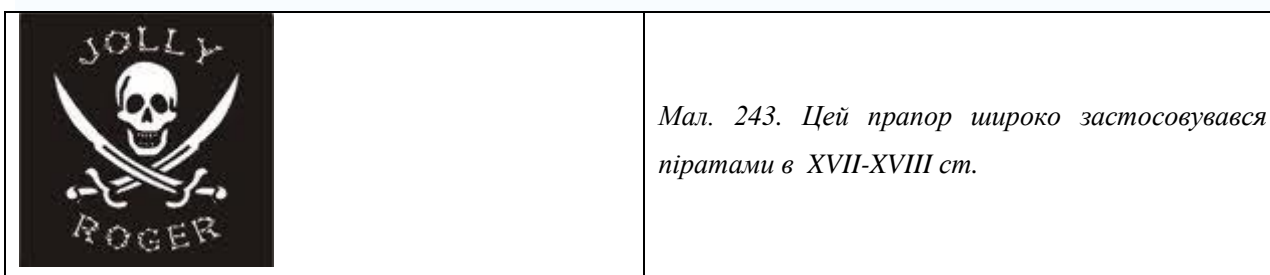 JOLLY
ROGER
Мал. 243. Цей прапор широко застосовувався
піратами в XVII-XVIII ст.